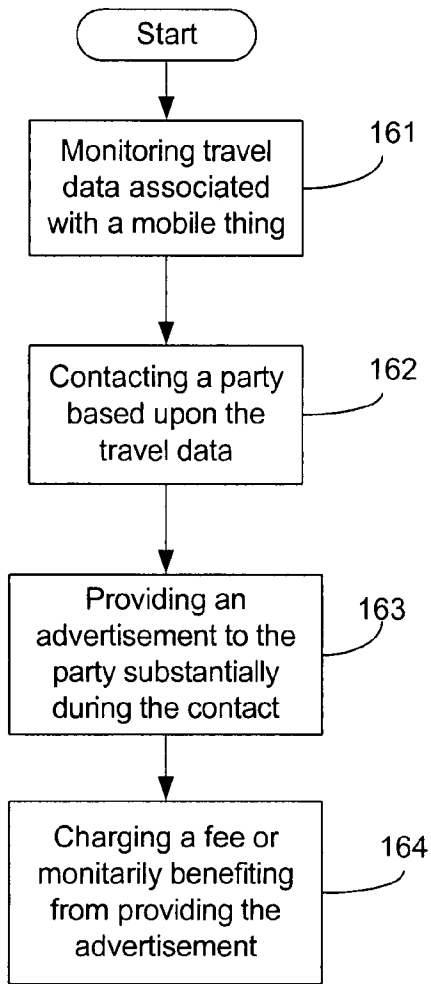 Start
161
Monitoring travel
data associated
with a mobile thing
162
Contacting a party
based upon the
travel data
163
Providing an
advertisement to the
party substantially
during the contact
164
Charging a fee or
monitarily benefiting
from providing the
advertisement